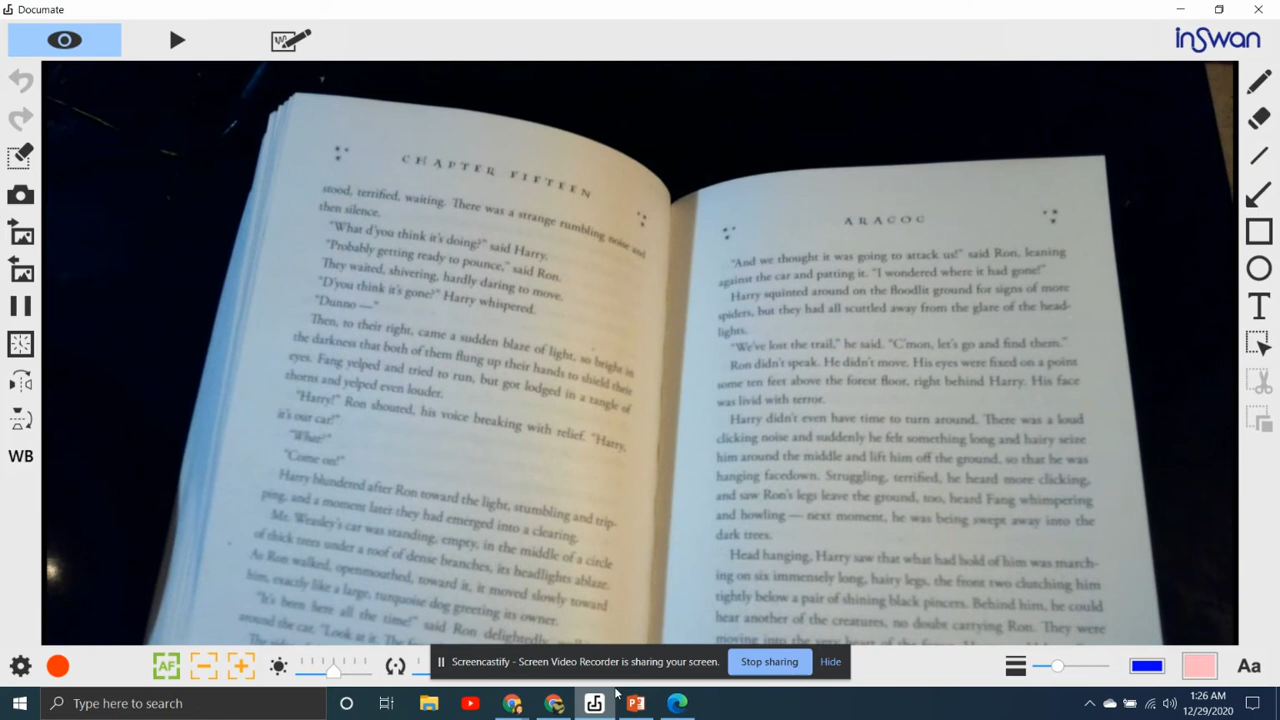 Documate
inswan
CHAPTER FIFTEEN
stood, terrified, waiting. There was a strange rumbling noise and
then silence.
"What d'you think it's doing?" said Harry.
"Probably getting ready to pounce," said Ron.
They waited, shivering, hardly daring to move.
"D'you think it's gone?" Harry whispered.
"Dunno —"
Then, to their right, came a sudden blaze of light, so bright in
the darkness that both of them flung up their hands to shield their
eyes. Fang yelped and tried to run, but got lodged in a tangle of
thorns and yelped even louder.
"Harry!" Ron shouted, his voice breaking with relief. "Harry,
it's our car!"
"What?"
"Come on!"
Harry blundered after Ron toward the light, stumbling and trip-
ping, and a moment later they had emerged into a clearing.
Mr. Weasley's car was standing, empty, in the middle of a circle
of thick trees under a roof of dense branches, its headlights ablaze.
As Ron walked, openmouthed, toward it, it moved slowly toward
him, exactly like a large, turquoise dog greeting its owner.
"It's been here all the time!" said Ron delightedly,
around the car. "Look at it. The
ARAGOG
"And we thought it was going to attack us!" said Ron, leaning
against the car and patting it. "I wondered where it had gone!"
Harry squinted around on the floodlit ground for signs of more
spiders, but they had all scuttled away from the glare of the head-
lights.
"We've lost the trail," he said. "C'mon, let's go and find them."
Ron didn't speak. He didn't move. His eyes were fixed on a point
some ten feet above the forest floor, right behind Harry. His face
was livid with terror.
Harry didn't even have time to turn around. There was a loud
clicking noise and suddenly he felt something long and hairy seize
him around the middle and lift him off the ground, so that he was
hanging facedown. Struggling, terrified, he heard more clicking,
and saw Ron's legs leave the ground, too, heard Fang whimpering
and howling — next moment, he was being swept away into the
dark trees.
Head hanging, Harry saw that what had hold of him was march-
ing on six immensely long, hairy legs, the front two clutching him
tightly below a pair of shining black pincers. Behind him, he could
hear another of the creatures, no doubt carrying Ron. They were
moving into the very heart of the
WB
T
AF
Screencastify - Screen Video Recorder is sharing your screen.
Stop sharing
Hide
Aa
Type here to search
1:26 AM
12/29/2020